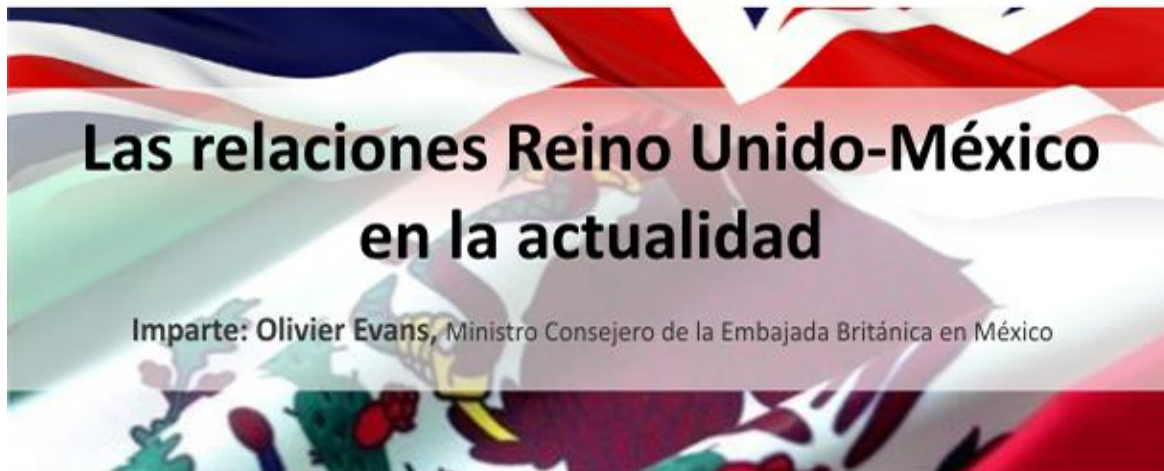 Las relaciones Reino Unido-México
en la actualidad
Imparte: Olivier Evans, Ministro Consejero de la Embajada Británica en México